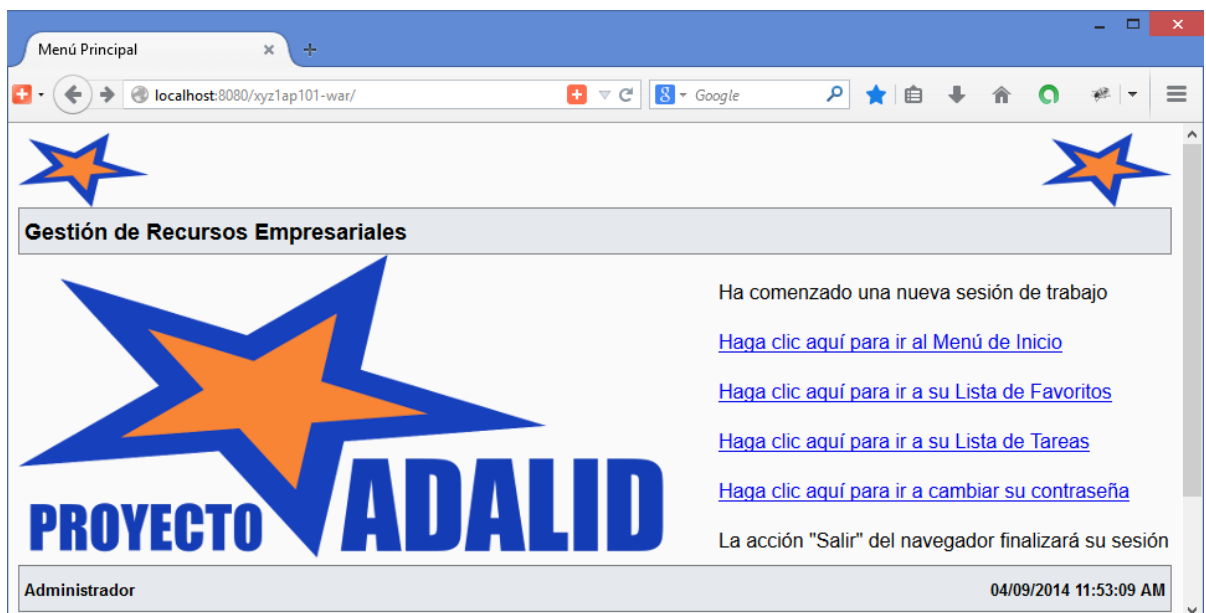 Menú Principal
localhost:8080/xyz1ap101-war/
Google
Gestión de Recursos Empresariales
Ha comenzado una nueva sesión de trabajo
Haga clic aquí para ir al Menú de Inicio
Haga clic aquí para ir a su Lista de Favoritos
Haga clic aquí para ir a su Lista de Tareas
Haga clic aquí para ir a cambiar su contraseña
La acción "Salir" del navegador finalizará su sesión
PROYECTO ADALID
Administrador
04/09/2014 11:53:09 AM